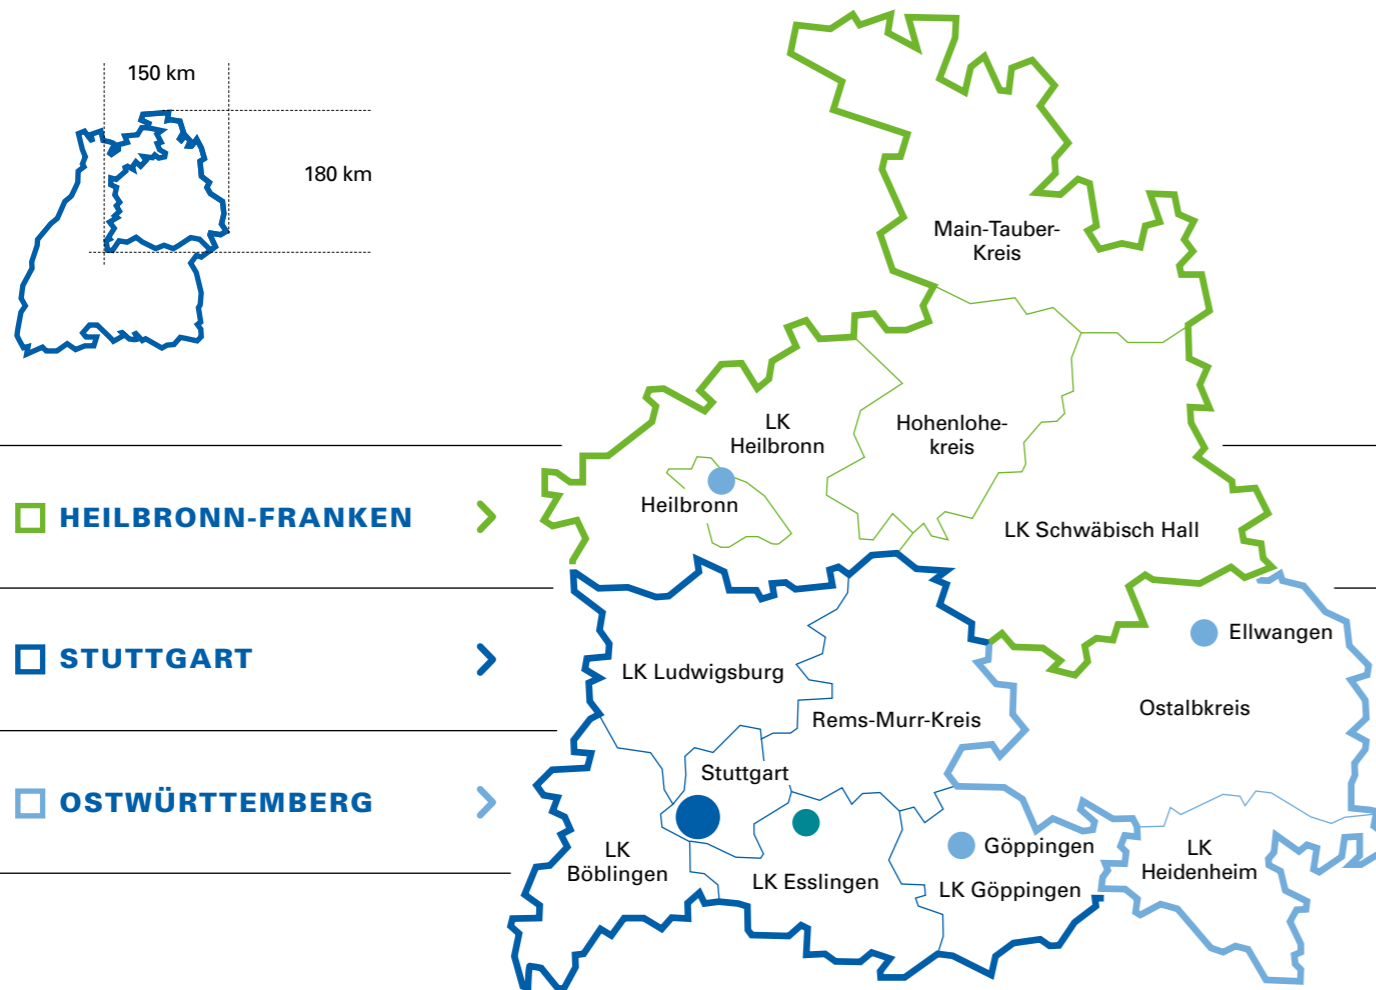 150 km
180 km
Main-Tauber-
Kreis
LK
Heilbronn
Hohenlohe-
kreis
Heilbronn
HEILBRONN-FRANKEN
LK Schwäbisch Hall
Ellwangen
STUTTGART
LK Ludwigsburg
Ostalbkreis
Rems-Murr-Kreis
Stuttgart
OSTWÜRTTEMBERG
Göppingen
LK
Heidenheim
LK
Böblingen
LK Esslingen
LK Göppingen